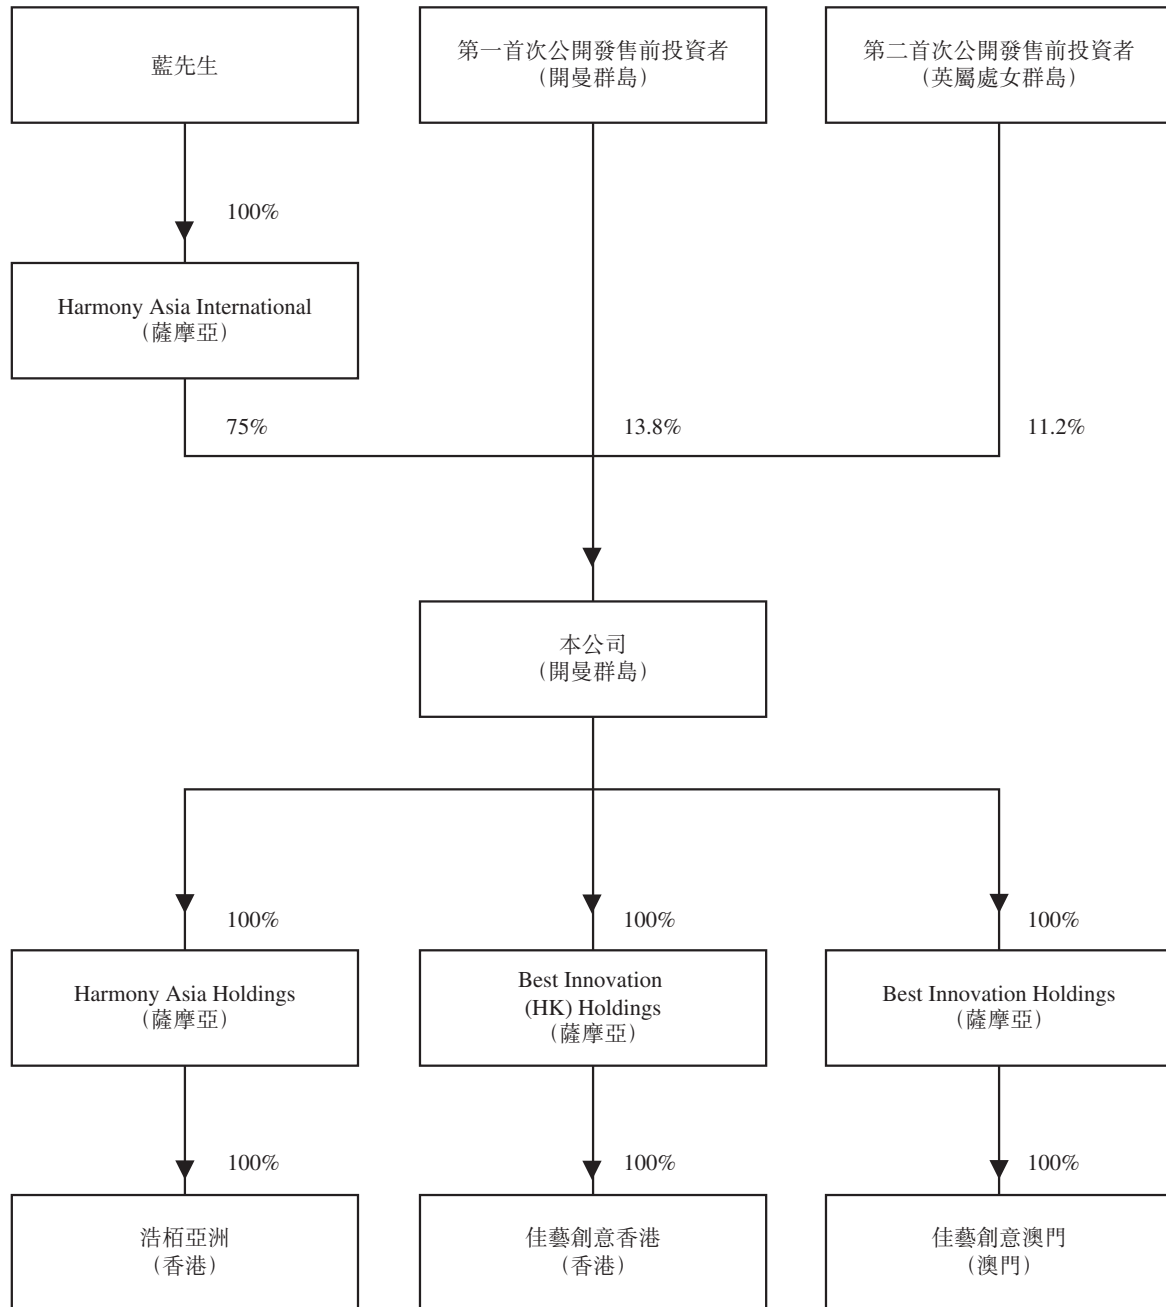 藍先生
第一首次公開發售前投資者
（開曼群島）
第二首次公開發售前投資者
（英屬處女群島）
100%
Harmony Asia International
（薩摩亞）
75%
13.8%
11.2%
本公司
（開曼群島）
100%
100%
100%
Harmony Asia Holdings
（薩摩亞）
Best Innovation
(HK) Holdings
（薩摩亞）
Best Innovation Holdings
（薩摩亞）
100%
100%
100%
浩栢亞洲
（香港）
佳藝創意香港
（香港）
佳藝創意澳門
（澳門）